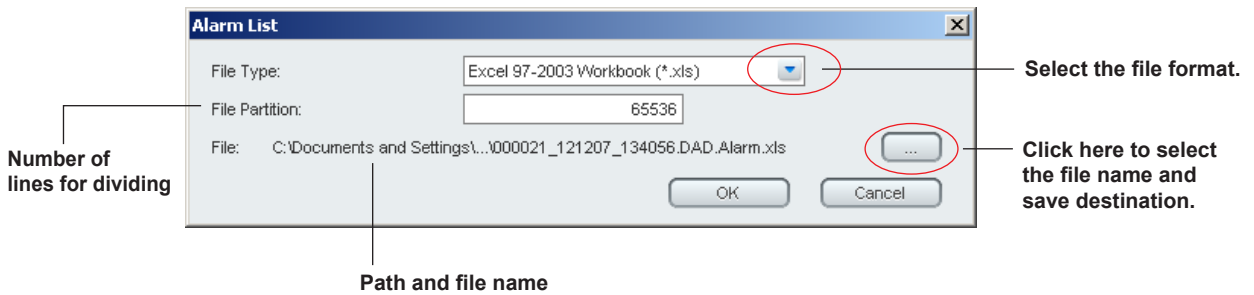 Alarm List
File Type:
Excel 97-2003 Workbook (*.xls)
Select the file format.
File Partition:
65536
Number of
lines for dividing
File:
C:\Documents and Settings\...\000021_121207_134056.DAD.Alarm.xls
...
Click here to select
the file name and
save destination.
OK
Cancel
Path and file name